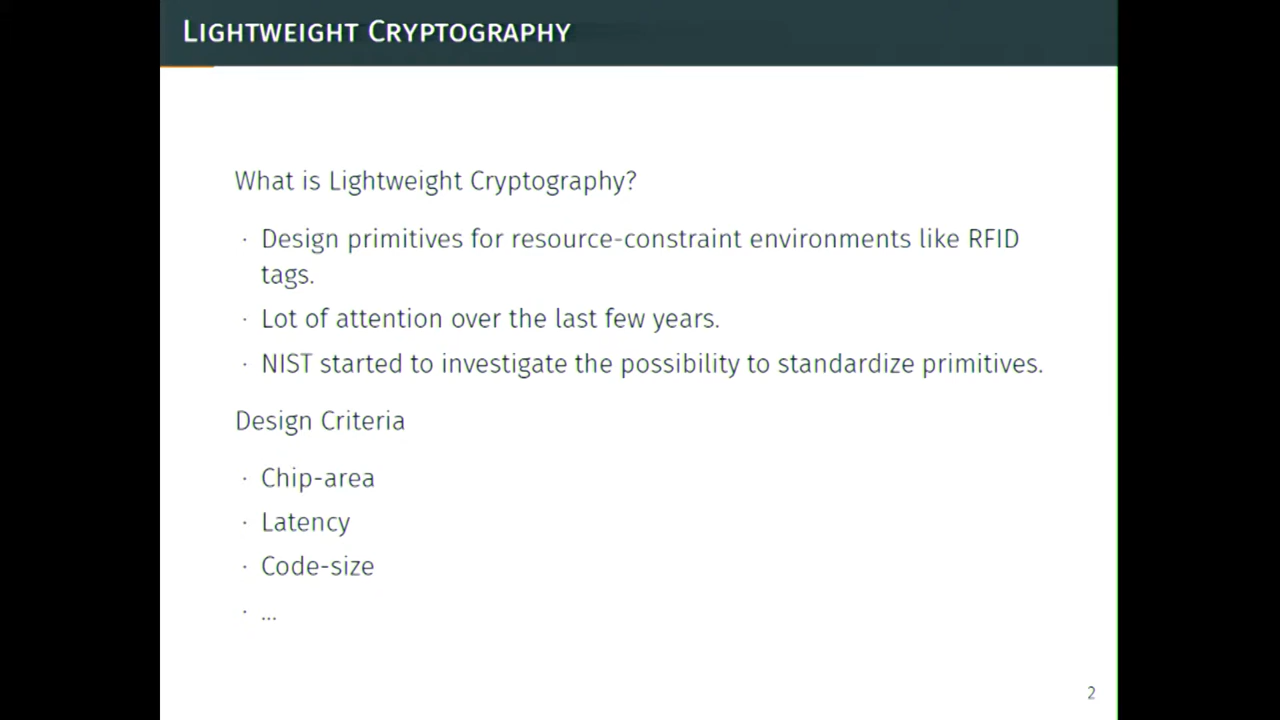 Lightweight Cryptography
What is Lightweight Cryptography?
· Design primitives for resource-constraint environments like RFID
tags.
· Lot of attention over the last few years.
· NIST started to investigate the possibility to standardize primitives.
Design Criteria
· Chip-area
· Latency
· Code-size
· ...
2